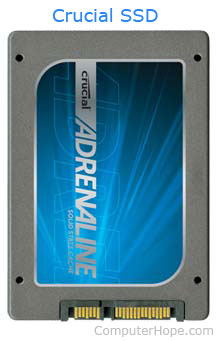 Crucial SSD
crucial
ADRENALINE
SOLID STATE CACHE
ComputerHope.com